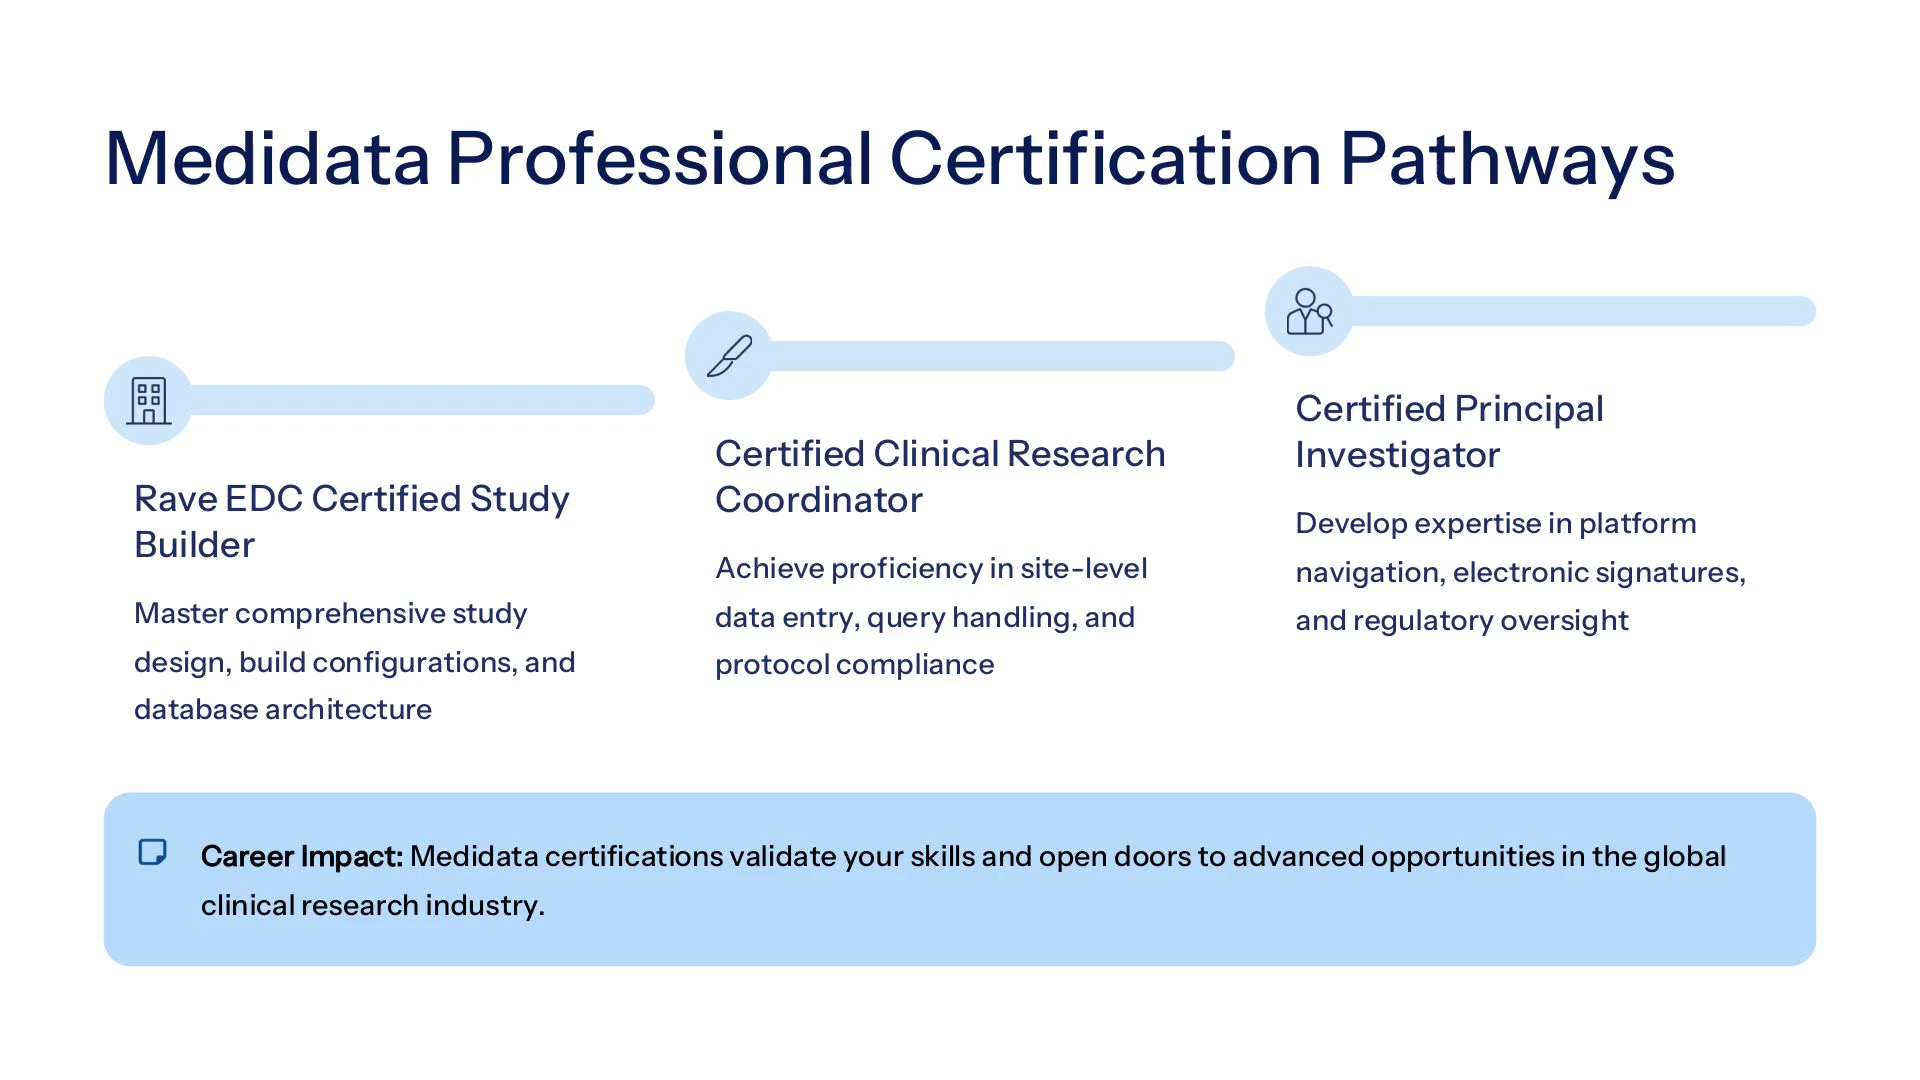 Medidata Professional Certification Pathways
Rave EDC Certified Study
Builder
Master comprehensive study
design, build configurations, and
database architecture
Certified Clinical Research
Coordinator
Achieve proficiency in site-level
data entry, query handling, and
protocol compliance
Certified Principal
Investigator
Develop expertise in platform
navigation, electronic signatures,
and regulatory oversight
Career Impact: Medidata certifications validate your skills and open doors to advanced opportunities in the global
clinical research industry.